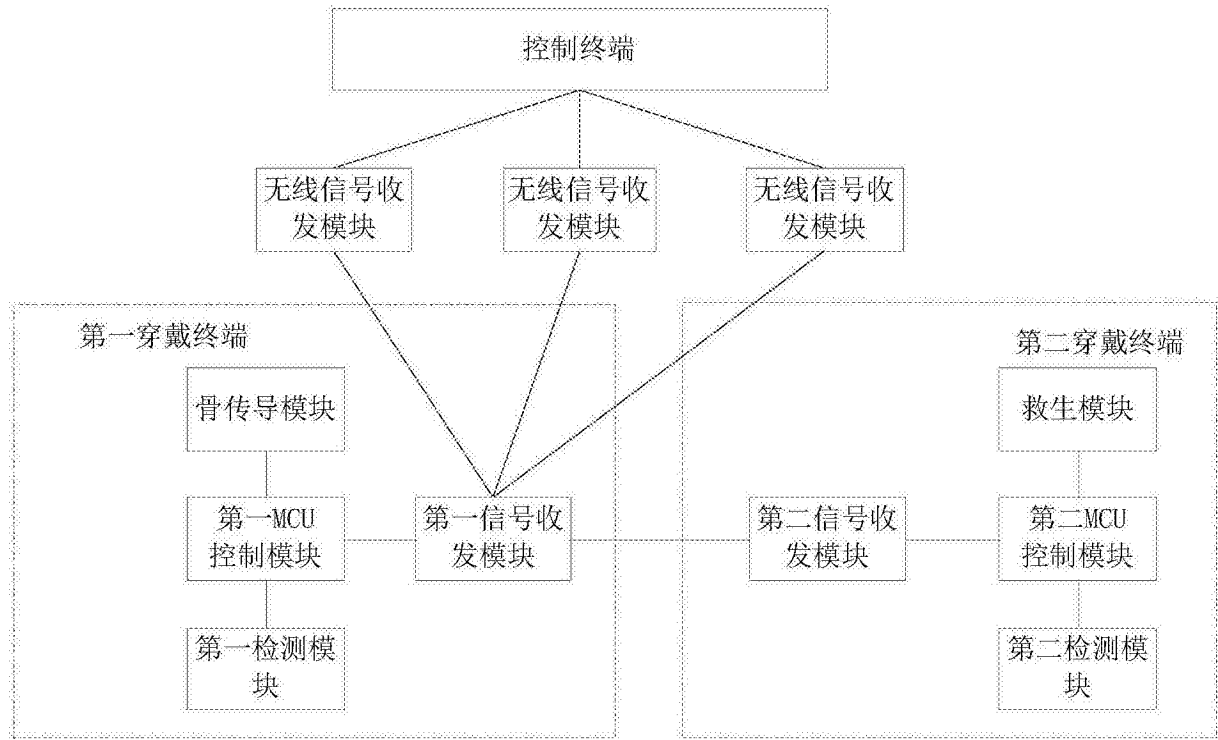 控制终端
无线信号收
发模块
无线信号收
发模块
无线信号收
发模块
第一穿戴终端
骨传导模块
第一MCU
控制模块
第一信号收
发模块
第一检测模
块
第二穿戴终端
救生模块
第二信号收
发模块
第二MCU
控制模块
第二检测模
块